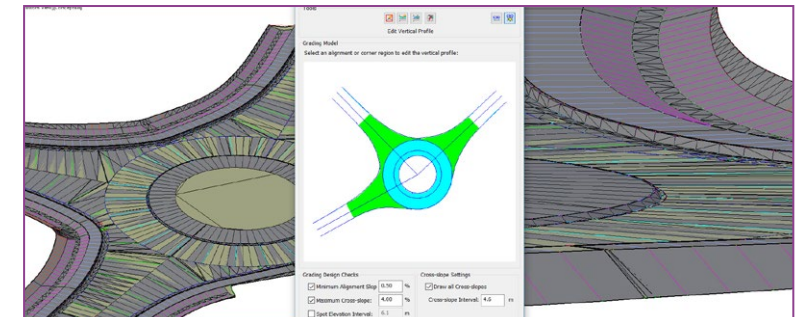 Tools
Edit Vertical Profile
Grading Model
Select an alignment or corner region to edit the vertical profile:
Grading Design Checks
Cross-slope Settings
Minimum Alignment Slop 0.50 %
Draw all Cross-slopes
Maximum Cross-slope: 4.00 %
Cross-slope Interval: 4.6 m
Spot Elevation Interval: 6.1 m